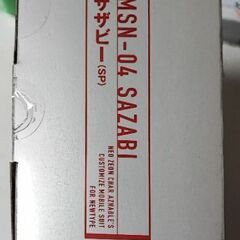 MSN-04 SAZABI
サザビー(SP)
NEO ZEON CHAR AZNABLE'S
CUSTOMIZE MOBILE SUIT
FOR NEWTYPE